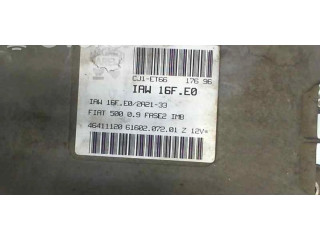 CJ1-ET66 176 96
IAW 16F.E0
IAW 16F.E0/2A21-33
FIAT 500 0.9 FASE2 IMB
46411120 61602.072.01 Z 12V=